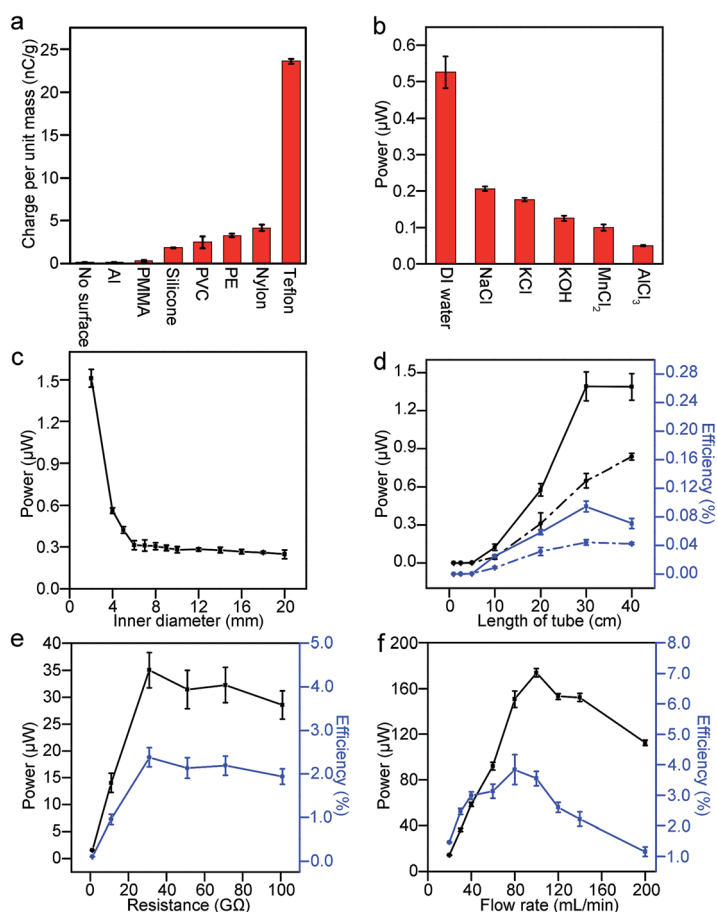 a
Charge per unit mass (nC/g)
25
20
15
10
5
0
No surface
Al
PMMA
Silicone
PVC
PE
Nylon
Teflon
b
Power (µW)
0.6
0.5
0.4
0.3
0.2
0.1
0.0
DI water
NaCl
KCl
KOH
MnCl₂
AlCl₃
c
Power (µW)
1.5
1.2
0.9
0.6
0.3
0 4 8 12 16 20
Inner diameter (mm)
d
Power (µW)
1.5
1.2
0.9
0.6
0.3
0.0
0 10 20 30 40
Length of tube (cm)
0.28
0.24
0.20
0.16
0.12
0.08
0.04
0.00
Efficiency (%)
e
Power (µW)
40
35
30
25
20
15
10
5
0
0 20 40 60 80 100
Resistance (GΩ)
5.0
4.0
3.0
2.0
1.0
0.0
Efficiency (%)
f
Power (µW)
200
160
120
80
40
0
0 40 80 120 160 200
Flow rate (mL/min)
8.0
7.0
6.0
5.0
4.0
3.0
2.0
1.0
Efficiency (%)